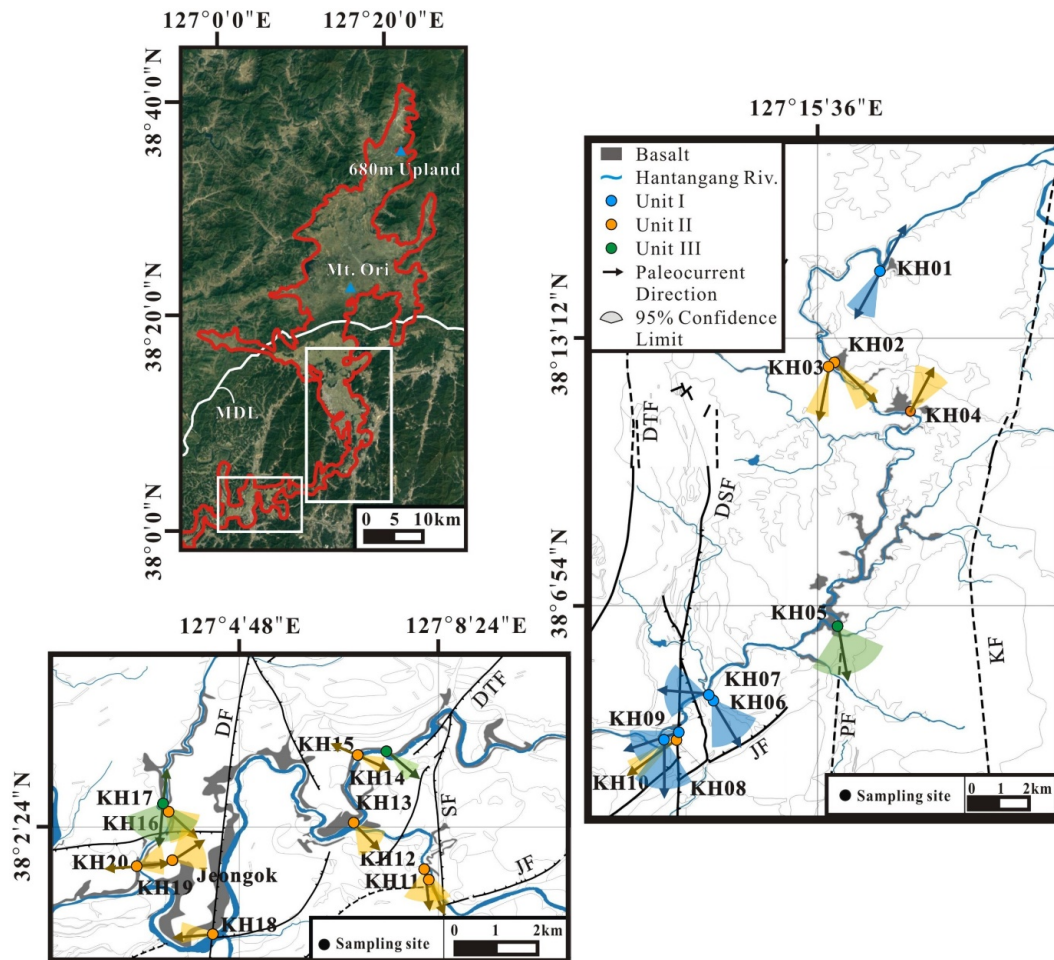 127°0'0"E
127°20'0"E
38°40'0"N
38°20'0"N
38°0'0"N
680m Upland
Mt. Ori
MDL
0 5 10km
127°15'36"E
38°13'12"N
38°6'54"N
Basalt
Hantangang Riv.
Unit I
Unit II
Unit III
Paleocurrent
Direction
95% Confidence
Limit
KH01
KH02
KH03
KH04
DTF
DSF
KH05
KF
KH07
KH06
KH09
JF
PF
KH10
KH08
0 1 2km
Sampling site
127°4'48"E
127°8'24"E
38°2'24"N
DF
DTF
KH15
KH14
KH17
KH13
KH16
SF
KH12
KH20
KH11
JF
Jeongok
KH19
KH18
0 1 2km
Sampling site